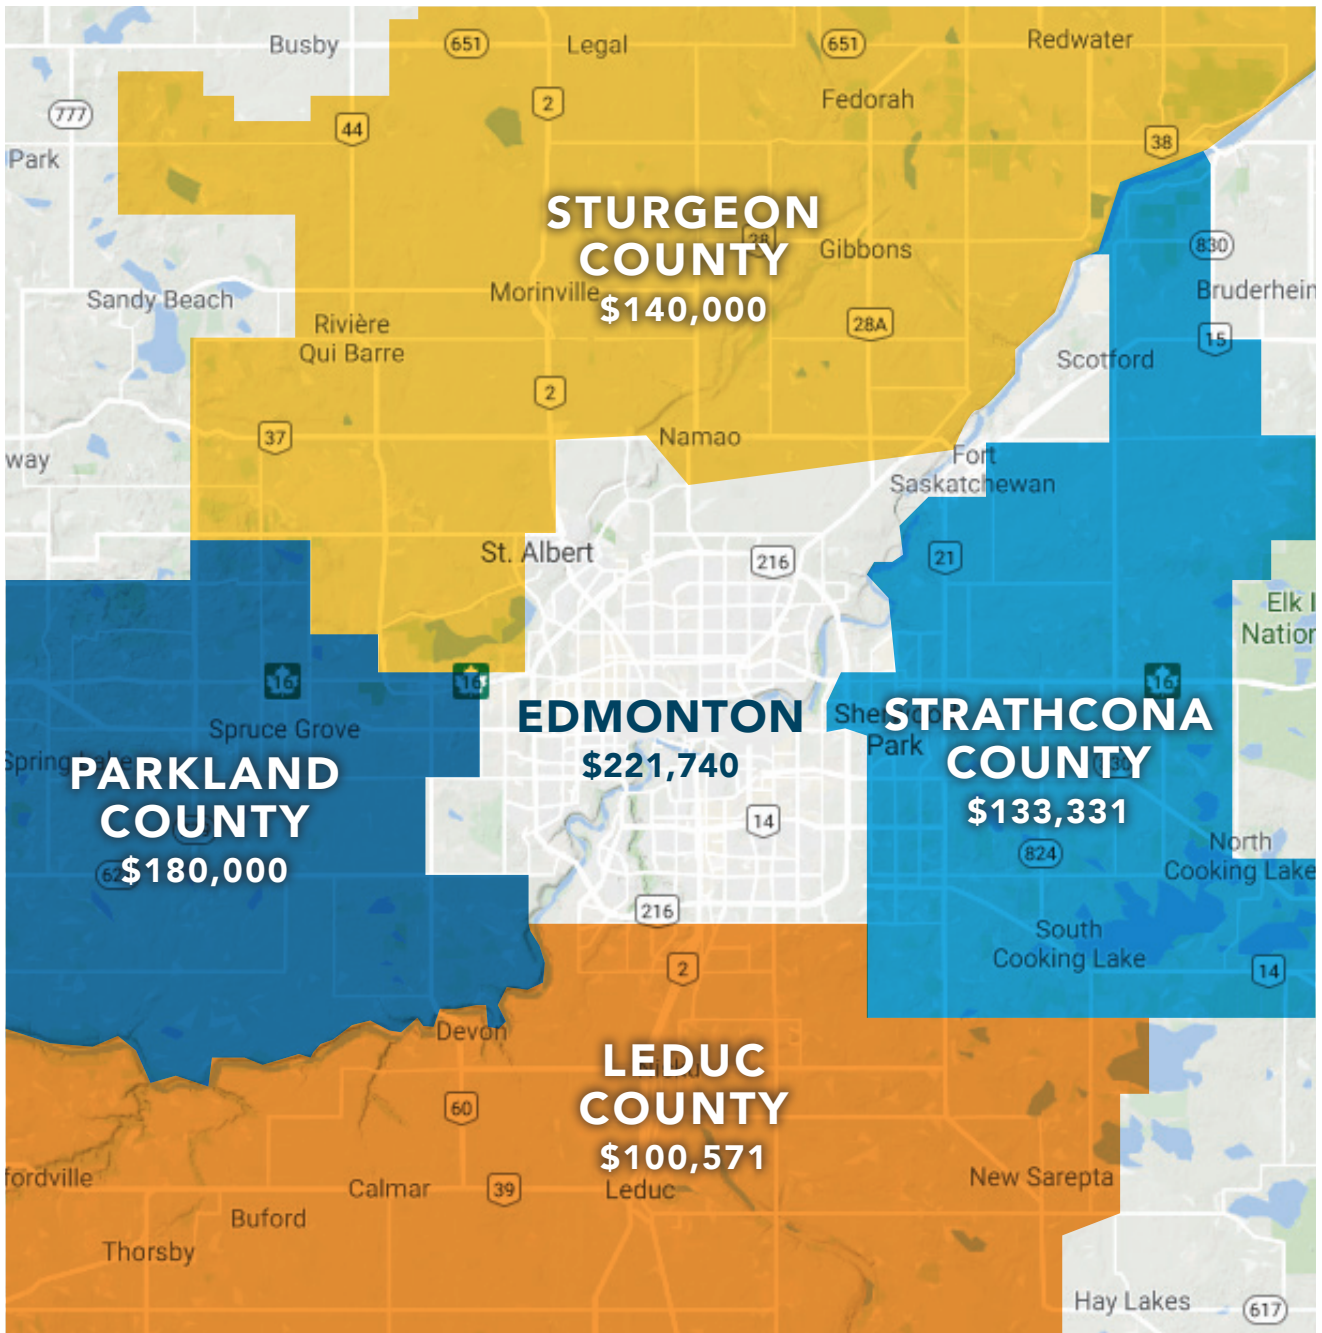 Busby
651
Legal
651
Redwater
777
44
2
Fedorah
38
Park
STURGEON
COUNTY
$140,000
28
Gibbons
830
Sandy Beach
Morinville
Bruderhein
Rivière
Qui Barre
28A
15
Scotford
2
37
Namao
way
Fort
Saskatchewan
St. Albert
216
21
Elk I
Nation
16
16
16
EDMONTON
$221,740
Park
STRATHCONA
COUNTY
$133,331
Spruce Grove
PARKLAND
COUNTY
$180,000
14
824
North
Cooking Lake
216
South
Cooking Lake
2
14
Devon
LEDUC
COUNTY
$100,571
60
fordville
Calmar
39
Leduc
New Sarepta
Buford
Thorsby
Hay Lakes
617